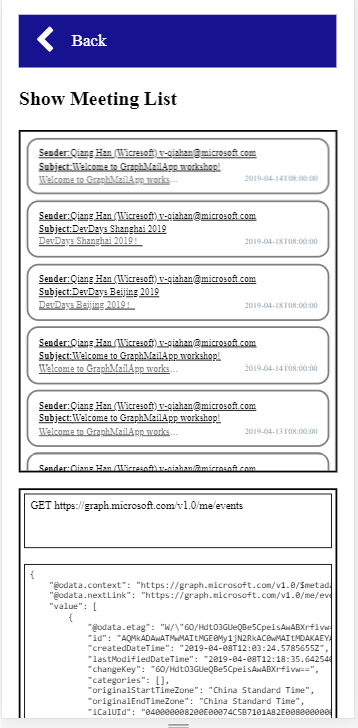 Back
Show Meeting List
Sender:Qiang Han (Wicresoft) v-qiahan@microsoft.com
Subject:Welcome to GraphMailApp workshop!
Welcome to GraphMailApp works... 2019-04-14T08:00:00
Sender:Qiang Han (Wicresoft) v-qiahan@microsoft.com
Subject:DevDays Shanghai 2019
DevDays Shanghai 2019! 2019-04-18T08:00:00
Sender:Qiang Han (Wicresoft) v-qiahan@microsoft.com
Subject:DevDays Beijing 2019
DevDays Beijing 2019! 2019-04-18T08:00:00
Sender:Qiang Han (Wicresoft) v-qiahan@microsoft.com
Subject:Welcome to GraphMailApp workshop!
Welcome to GraphMailApp works... 2019-04-14T08:00:00
Sender:Qiang Han (Wicresoft) v-qiahan@microsoft.com
Subject:Welcome to GraphMailApp workshop!
Welcome to GraphMailApp works... 2019-04-13T08:00:00
Sender:Qiang Han (Wicresoft) v-qiahan@microsoft.com
GET https://graph.microsoft.com/v1.0/me/events
{
"@odata.context": "https://graph.microsoft.com/v1.0/$metad
"@odata.nextLink": "https://graph.microsoft.com/v1.0/me/eve
"value": [
{
"@odata.etag": "W/\"6O/HdtO3GUeQBe5CpeisAwABXrfivw=
"id": "AQMkADAwATMwMAItMGE0My1jN2RkAC0wMAItMDAKAEYA
"createdDateTime": "2019-04-08T12:03:24.5785655Z",
"lastModifiedDateTime": "2019-04-08T12:18:35.642546
"changeKey": "6O/HdtO3GUeQBe5CpeisAwABXrfivw==",
"categories": [],
"originalStartTimeZone": "China Standard Time",
"originalEndTimeZone": "China Standard Time",
"iCalUId": "040000008200E00074C5B7101A82E0080000000